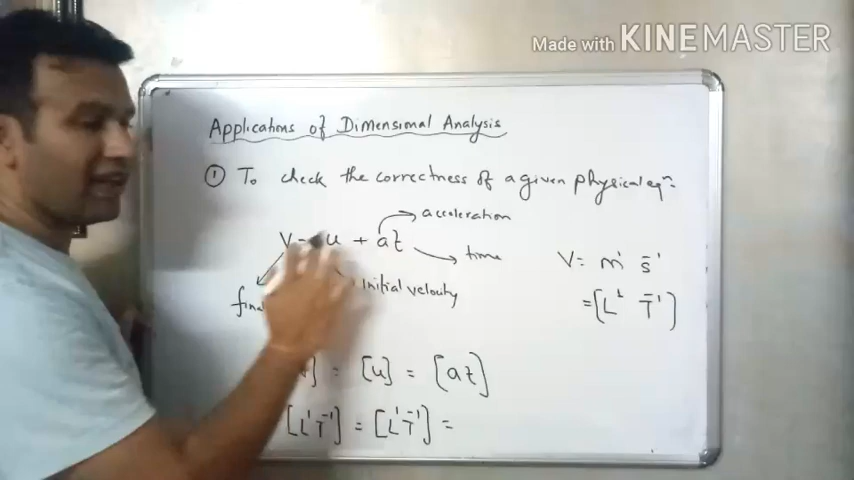 Made with KINEMASTER
Applications of Dimensional Analysis
① To check the correctness of a given physical eqⁿ:
acceleration
V = u + at
time
initial velocity
V = m¹ s⁻¹
= [L¹ T⁻¹]
] = [u] = [at]
[L¹T⁻¹] = [L¹T⁻¹] =